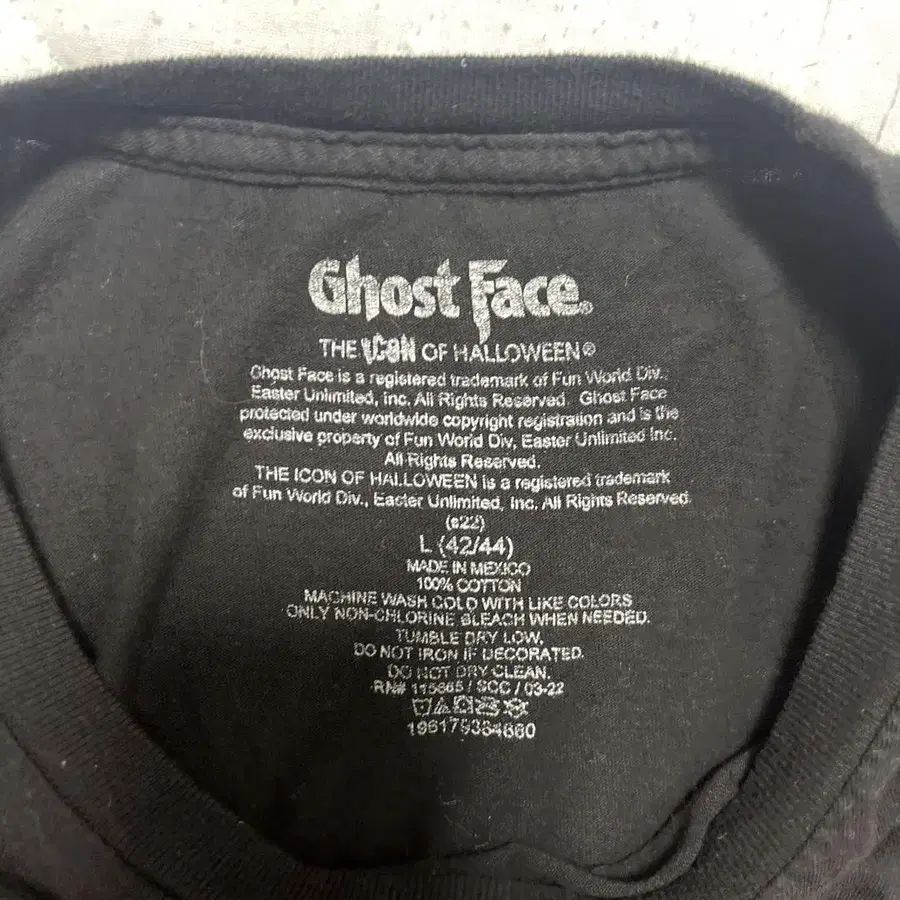 Ghost Face®
THE ICON OF HALLOWEEN®
Ghost Face is a registered trademark of Fun World Div.
Easter Unlimited, Inc. All Rights Reserved. Ghost Face
protected under worldwide copyright registration and is the
exclusive property of Fun World Div, Easter Unlimited Inc.
All Rights Reserved.
THE ICON OF HALLOWEEN is a registered trademark
of Fun World Div., Easter Unlimited, Inc. All Rights Reserved
(s22)
L (42/44)
MADE IN MEXICO
100% COTTON
MACHINE WASH COLD WITH LIKE COLORS
ONLY NON-CHLORINE BLEACH WHEN NEEDED.
TUMBLE DRY LOW.
DO NOT IRON IF DECORATED.
DO NOT DRY CLEAN.
RN# 115665 / SCC / 03-22